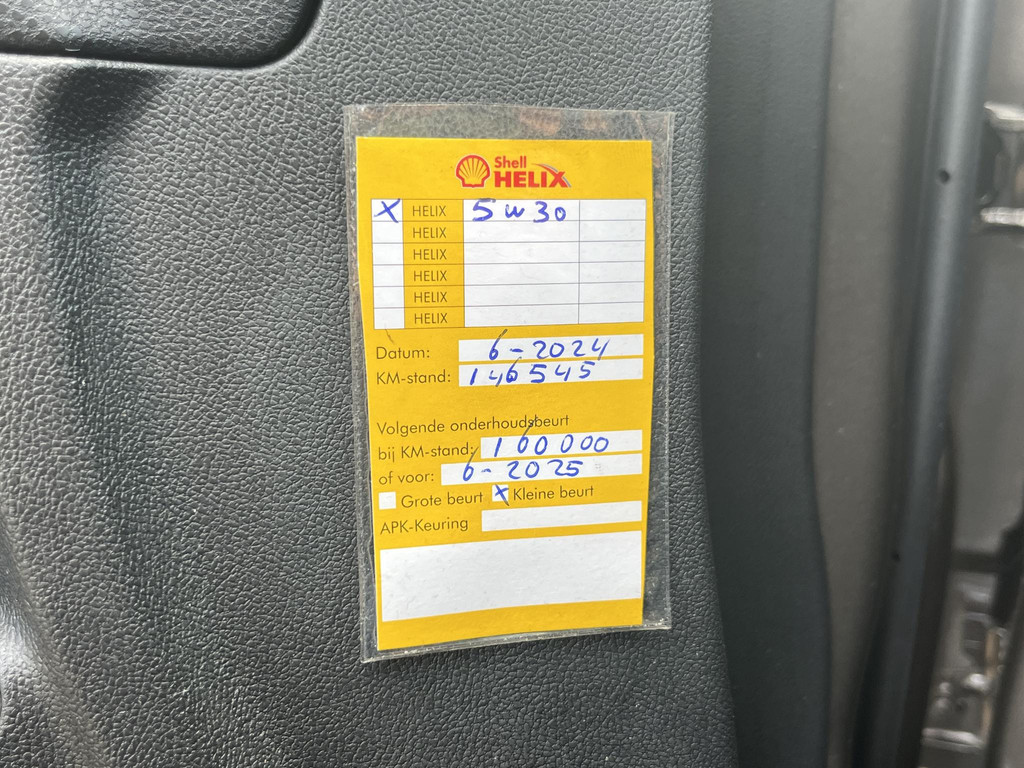 Shell
HELIX
X HELIX 5w30
HELIX
HELIX
HELIX
HELIX
HELIX
Datum: 6-2024
KM-stand: 146545
Volgende onderhoudsbeurt
bij KM-stand: 160000
of voor: 6-2025
Grote beurt X Kleine beurt
APK-Keuring